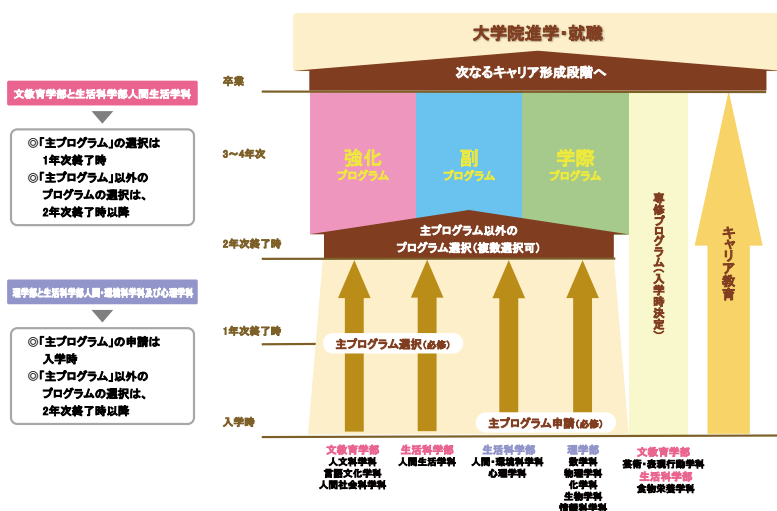 大学院進学・就職
次なるキャリア形成段階へ
卒業
文教育学部と生活科学部人間生活学科
◎「主プログラム」の選択は
1年次終了時
◎「主プログラム」以外の
プログラムの選択は、
2年次終了時以降
3〜4年次
強化
プログラム
副
プログラム
学際
プログラム
主プログラム以外の
プログラム選択(複数選択可)
2年次終了時
専修プログラム(入学時決定)
キャリア教育
理学部と生活科学部人間・環境科学科及び心理学科
◎「主プログラム」の申請は
入学時
◎「主プログラム」以外の
プログラムの選択は、
2年次終了時以降
1年次終了時
主プログラム選択(必修)
入学時
主プログラム申請(必修)
文教育学部
人文科学科
言語文化学科
人間社会科学科
生活科学部
人間生活学科
生活科学部
人間・環境科学科
心理学科
理学部
数学科
物理学科
化学科
生物学科
情報科学科
文教育学部
芸術・表現行動学科
生活科学部
食物栄養学科